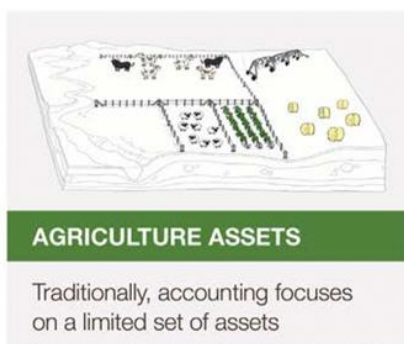 AGRICULTURE ASSETS
Traditionally, accounting focuses
on a limited set of assets